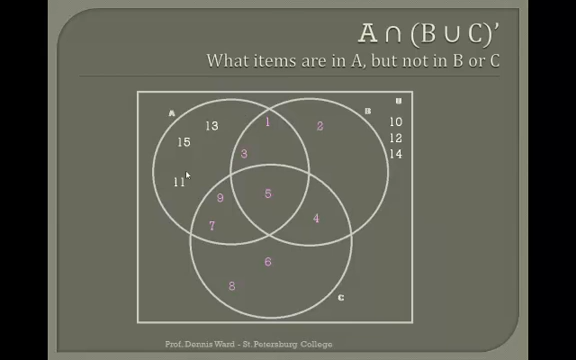 A ∩ (B ∪ C)’
What items are in A, but not in B or C
A
B
U
13
1
2
10
15
12
3
14
11
9
5
7
4
6
8
C
Prof. Dennis Ward - St. Petersburg College